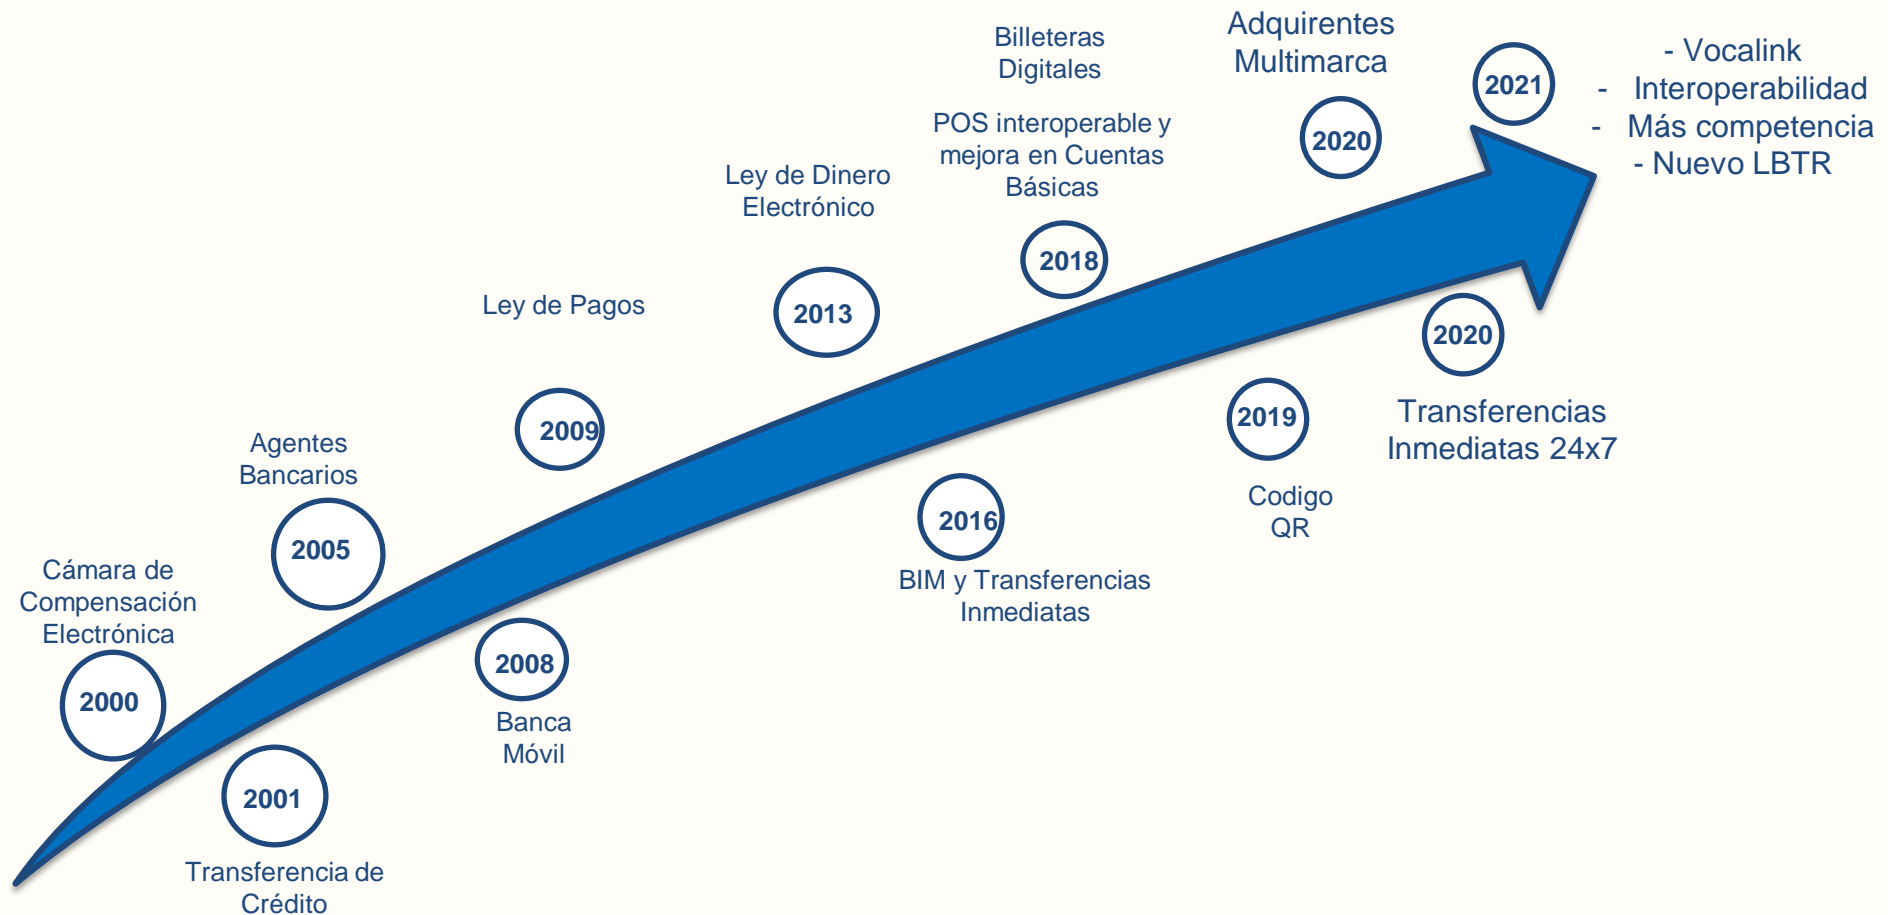 Cámara de
Compensación
Electrónica
2000
2001
Transferencia de
Crédito
Agentes
Bancarios
2005
2008
Banca
Móvil
Ley de Pagos
2009
Ley de Dinero
Electrónico
2013
2016
BIM y Transferencias
Inmediatas
Billeteras
Digitales
POS interoperable y
mejora en Cuentas
Básicas
2018
2019
Codigo
QR
Adquirentes
Multimarca
2020
2020
Transferencias
Inmediatas 24x7
2021
- Vocalink
- Interoperabilidad
- Más competencia
- Nuevo LBTR